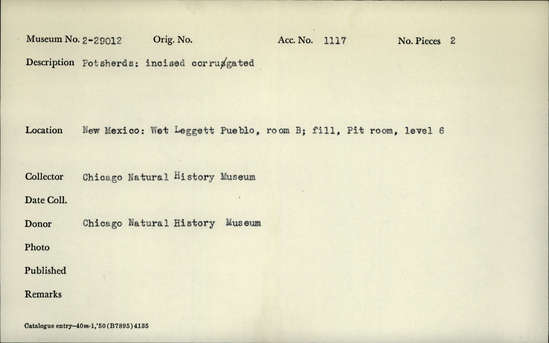 Museum No. 2-29012 Orig. No. Acc. No. 1117 No. Pieces 2
Description Potsherds: incised corrugated
Location New Mexico: Wet Leggett Pueblo, room B; fill, Pit room, level 6
Collector Chicago Natural History Museum
Date Coll.
Donor Chicago Natural History Museum
Photo
Published
Remarks
Catalogue entry—40m-1,'50(B7895)4135